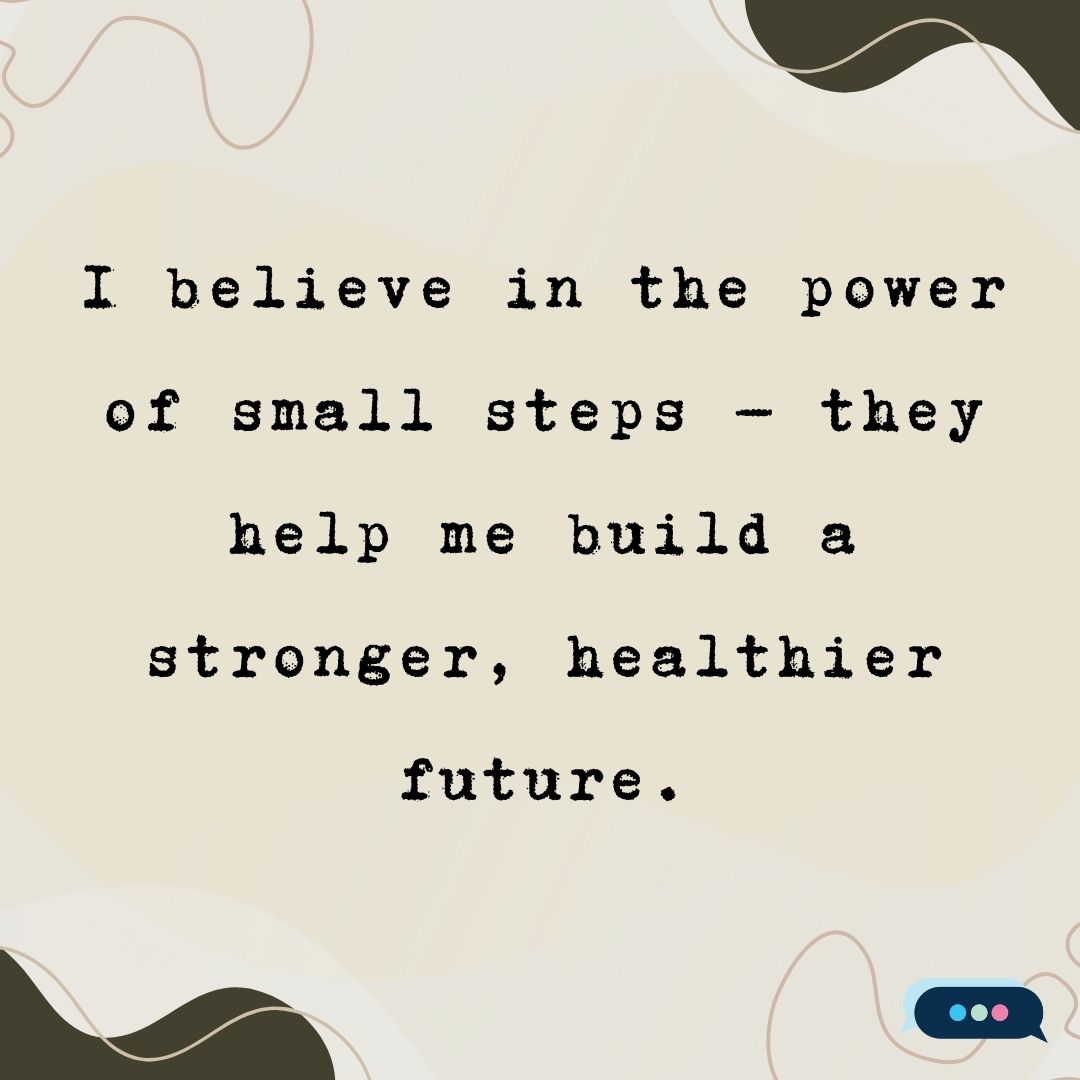 I believe in the power
of small steps – they
help me build a
stronger, healthier
future.